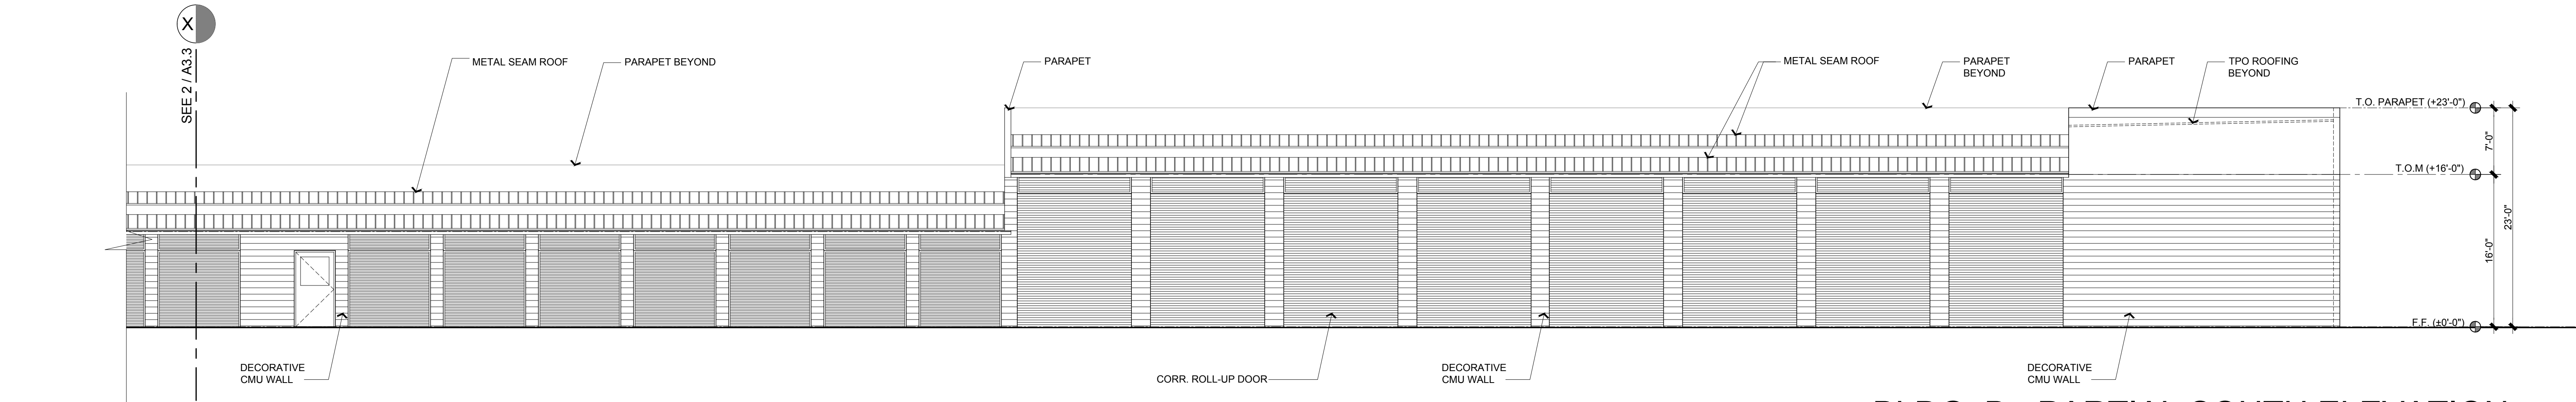 X
SEE 2 / A3.3
METAL SEAM ROOF
PARAPET BEYOND
PARAPET
METAL SEAM ROOF
PARAPET
BEYOND
PARAPET
TPO ROOFING
BEYOND
T.O. PARAPET (+23'-0")
7'-0"
T.O.M (+16'-0")
23'-0"
16'-0"
F.F. (±0'-0")
DECORATIVE
CMU WALL
CORR. ROLL-UP DOOR
DECORATIVE
CMU WALL
DECORATIVE
CMU WALL